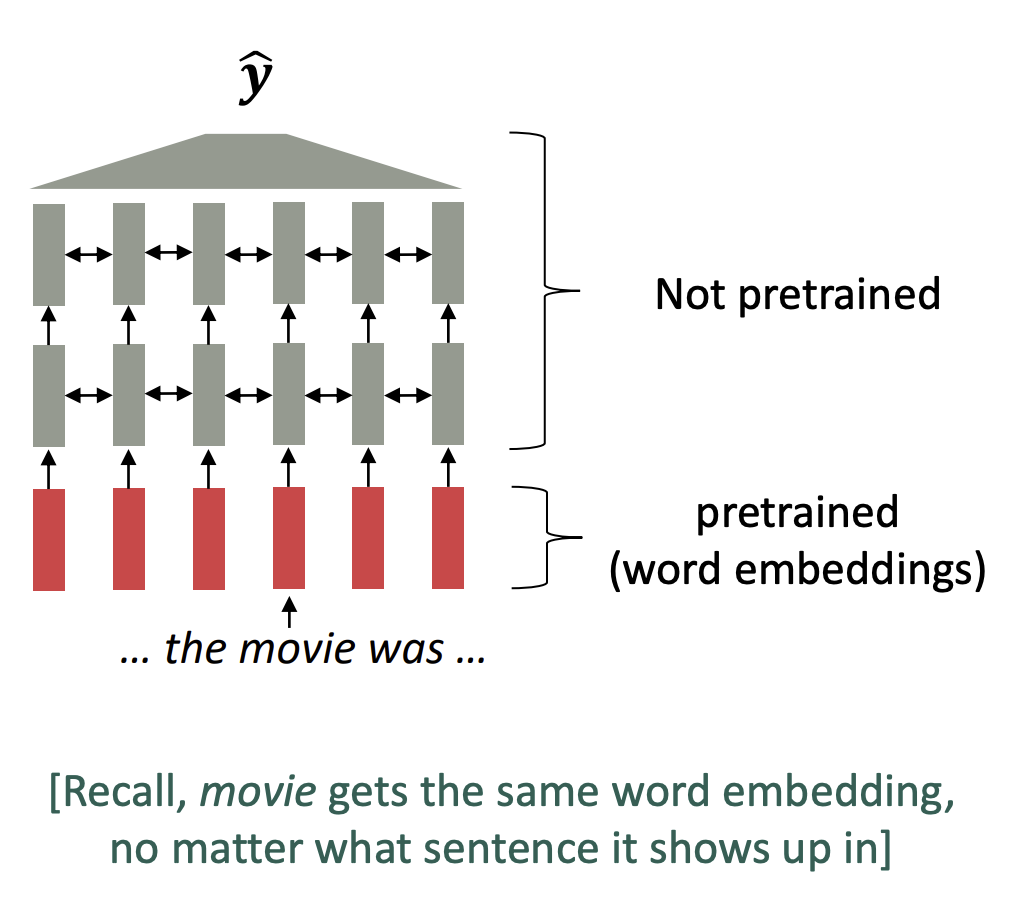 ŷ
Not pretrained
pretrained
(word embeddings)
... the movie was ...
[Recall, movie gets the same word embedding,
no matter what sentence it shows up in]